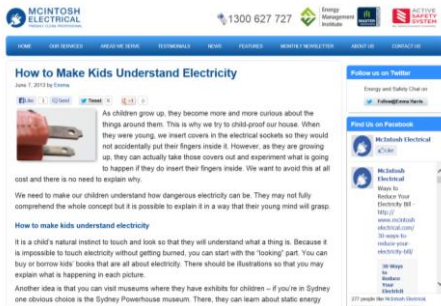 MCINTOSH
ELECTRICAL
1300 627 727
Energy
Management
Institute
MASTER
ACTIVE
SAFETY
SYSTEM
HOME
OUR SERVICES
AREAS WE SERVE
TESTIMONIALS
NEWS
FEATURES
MONTHLY NEWSLETTER
ABOUT US
CONTACT US
How to Make Kids Understand Electricity
June 7, 2013 by Emma
Like
Send
Tweet
As children grow up, they become more and more curious about the
things around them. This is why we try to child-proof our house. When
they were young, we insert covers in the electrical sockets so they would
not accidentally put their fingers inside it. However, as they are growing
up, they can actually take those covers out and experiment what is going
to happen if they do insert their fingers inside. We want to avoid this at all
cost and there is no need to explain why.
We need to make our children understand how dangerous electricity can be. They may not fully
comprehend the whole concept but it is possible to explain it in a way that their young mind will grasp.
How to make kids understand electricity
It is a child's natural instinct to touch and look so that they will understand what a thing is. Because it
is impossible to touch electricity without getting burned, you can start with the "looking" part. You can
buy or borrow kids' books that are all about electricity. There should be illustrations so that you may
explain what is happening in each picture.
Another idea is that you can visit museums where they have exhibits for children – if you're in Sydney
one obvious choice is the Sydney Powerhouse museum. There, they can learn about static energy
Follow us on Twitter
Energy and Safety Chat on
Find Us on Facebook
McIntosh Electrical
Like
McIntosh
Electrical
Ways to
Reduce Your
Electricity Bill -
http://
www.mcintosh
electrical.com/
30-ways-to-
reduce-your-
electricity-bill/
30 Ways
to
Reduce
277 people like McIntosh Electrical.